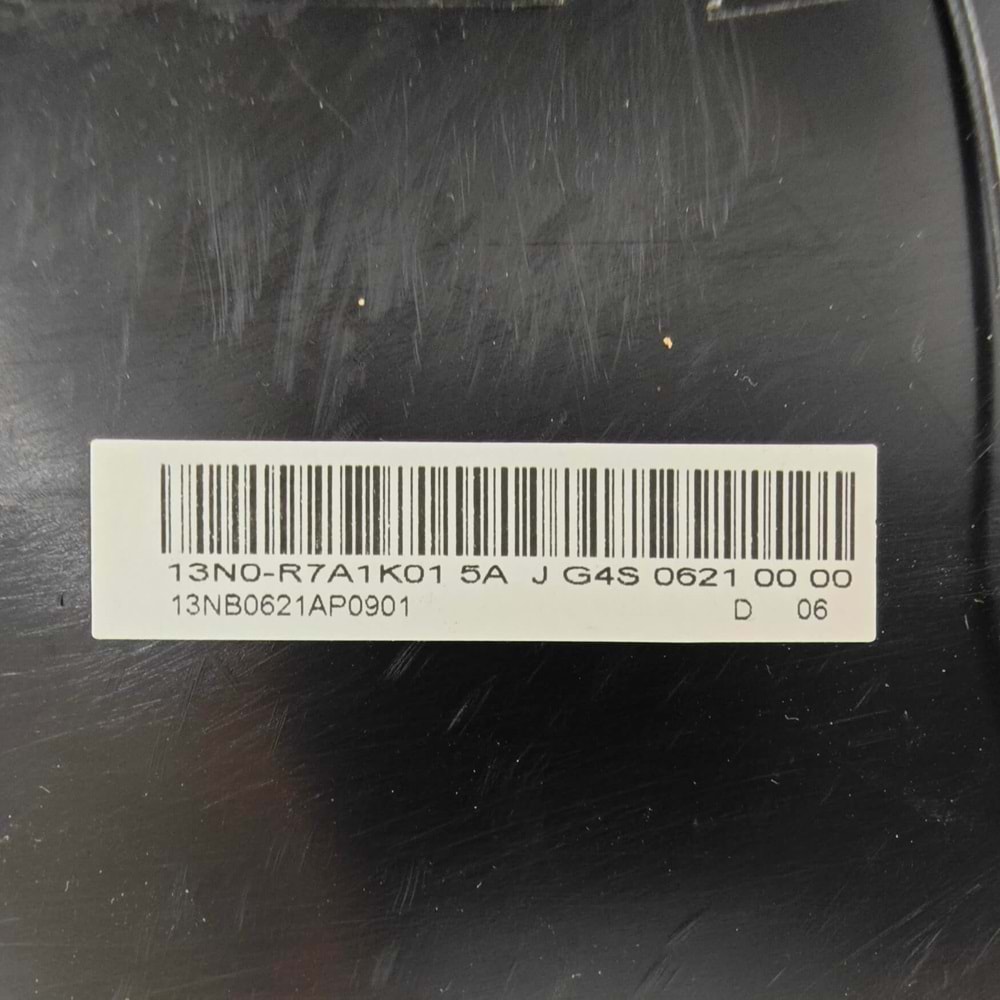 13N0-R7A1K01 5A J G4S 0621 00 00
13NB0621AP0901 D 06